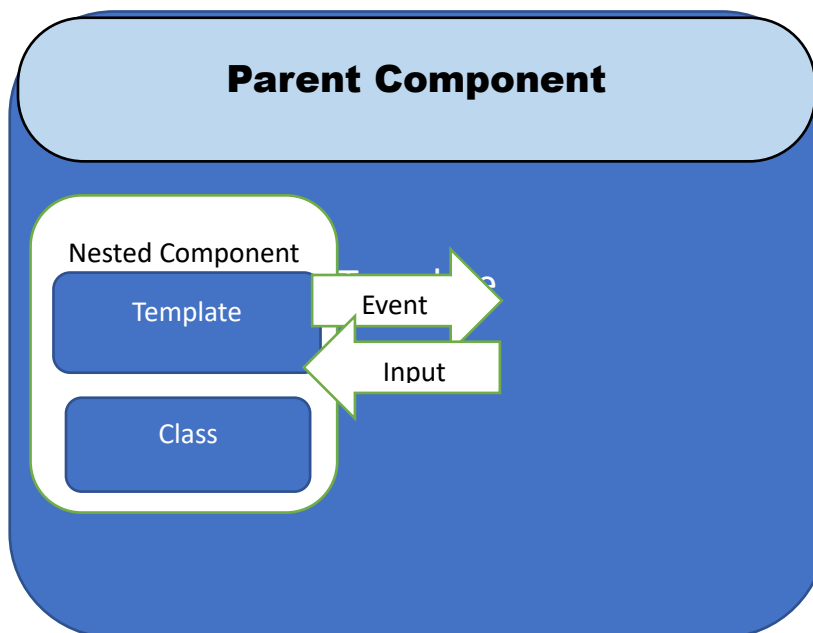 Parent Component
Nested Component
Template
Event
Input
Class